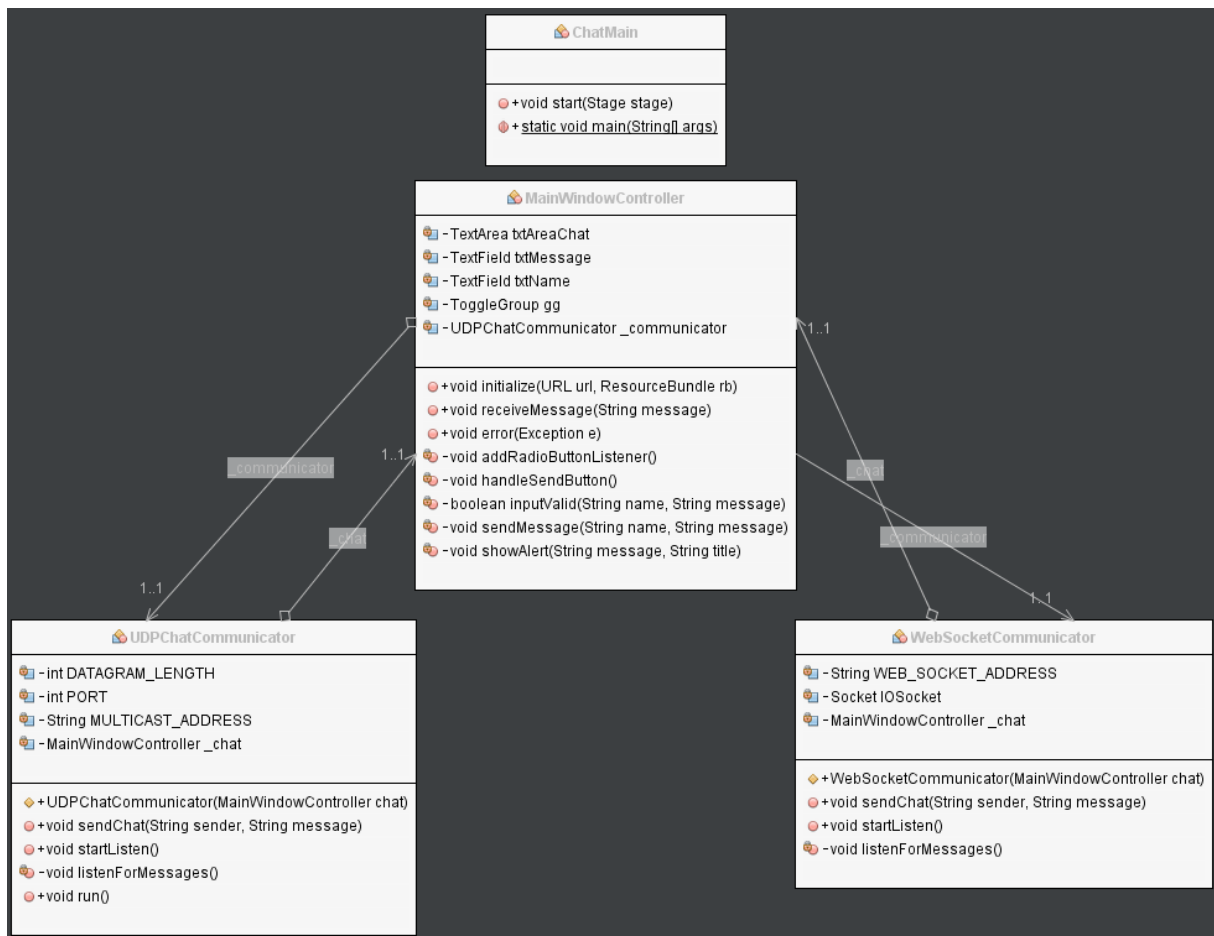 ChatMain
+void start(Stage stage)
+static void main(String[] args)
MainWindowController
-TextArea txtAreaChat
-TextField txtMessage
-TextField txtName
-ToggleGroup gg
-UDPChatCommunicator _communicator
+void initialize(URL url, ResourceBundle rb)
+void receiveMessage(String message)
+void error(Exception e)
-void addRadioButtonListener()
-void handleSendButton()
-boolean inputValid(String name, String message)
-void sendMessage(String name, String message)
-void showAlert(String message, String title)
1..1
1..1
_communicator
_chat
_chat
_communicator
1..1
1..1
UDPChatCommunicator
-int DATAGRAM_LENGTH
-int PORT
-String MULTICAST_ADDRESS
-MainWindowController _chat
+UDPChatCommunicator(MainWindowController chat)
+void sendChat(String sender, String message)
+void startListen()
-void listenForMessages()
+void run()
WebSocketCommunicator
-String WEB_SOCKET_ADDRESS
-Socket IOSocket
-MainWindowController _chat
+WebSocketCommunicator(MainWindowController chat)
+void sendChat(String sender, String message)
+void startListen()
-void listenForMessages()